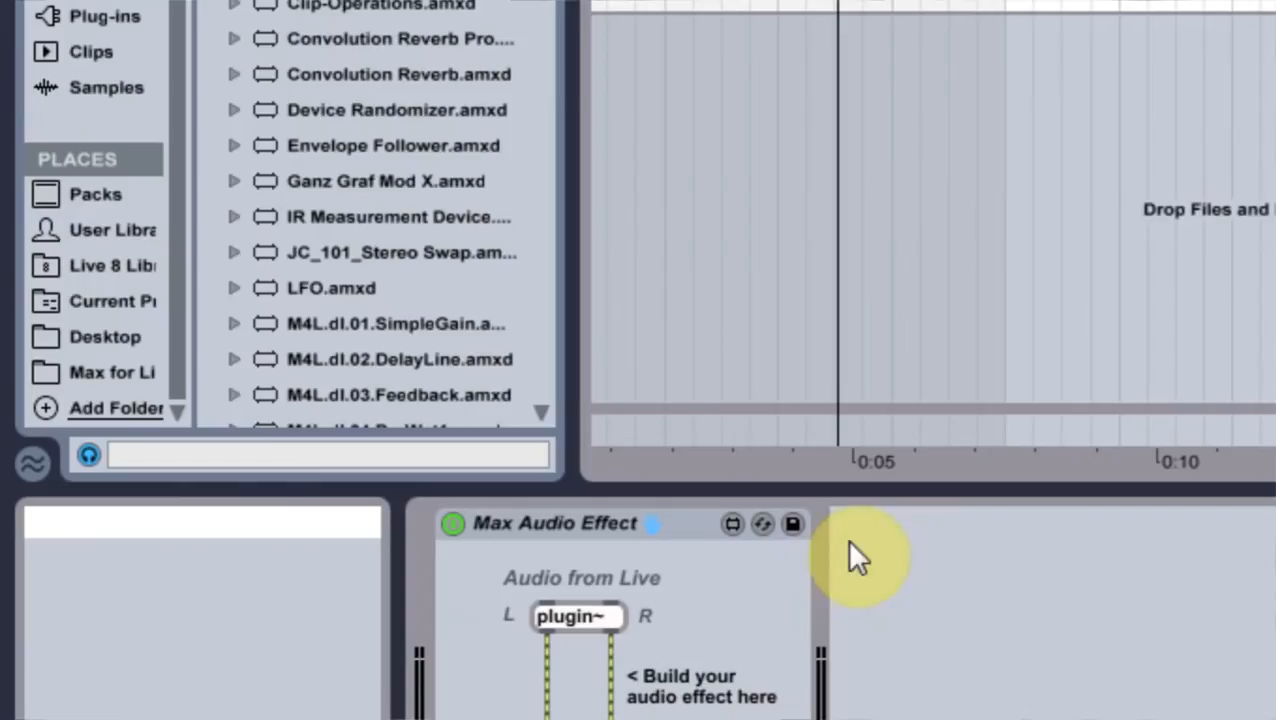 Plug-ins
Clips
Samples
PLACES
Packs
User Libra
Live 8 Lib
Current P
Desktop
Max for Li
Add Folder
Clip-Operations.amxd
Convolution Reverb Pro....
Convolution Reverb.amxd
Device Randomizer.amxd
Envelope Follower.amxd
Ganz Graf Mod X.amxd
IR Measurement Device....
JC_101_Stereo Swap.am...
LFO.amxd
M4L.dl.01.SimpleGain.a...
M4L.dl.02.DelayLine.amxd
M4L.dl.03.Feedback.amxd
Drop Files and
0:05
0:10
Max Audio Effect
Audio from Live
L plugin~ R
< Build your
audio effect here